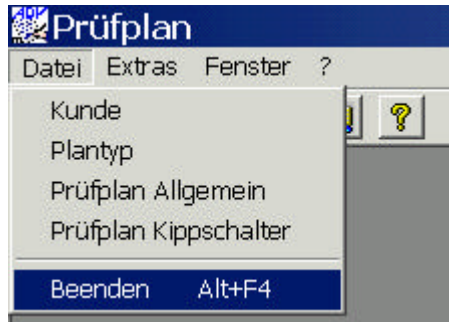 Prüfplan
Datei Extras Fenster ?
Kunde
Plantyp
Prüfplan Allgemein
Prüfplan Kippschalter
Beenden Alt+F4